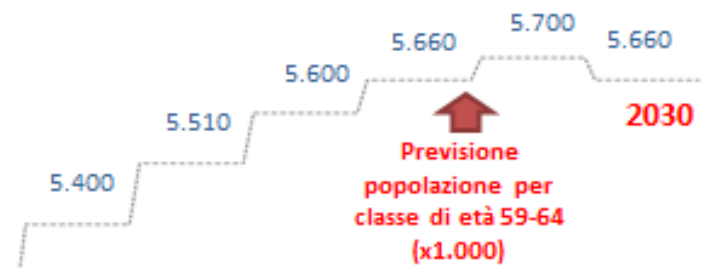 5.700
5.660
5.660
5.600
5.510
5.400
2030
Previsione
popolazione per
classe di età 59-64
(x1.000)